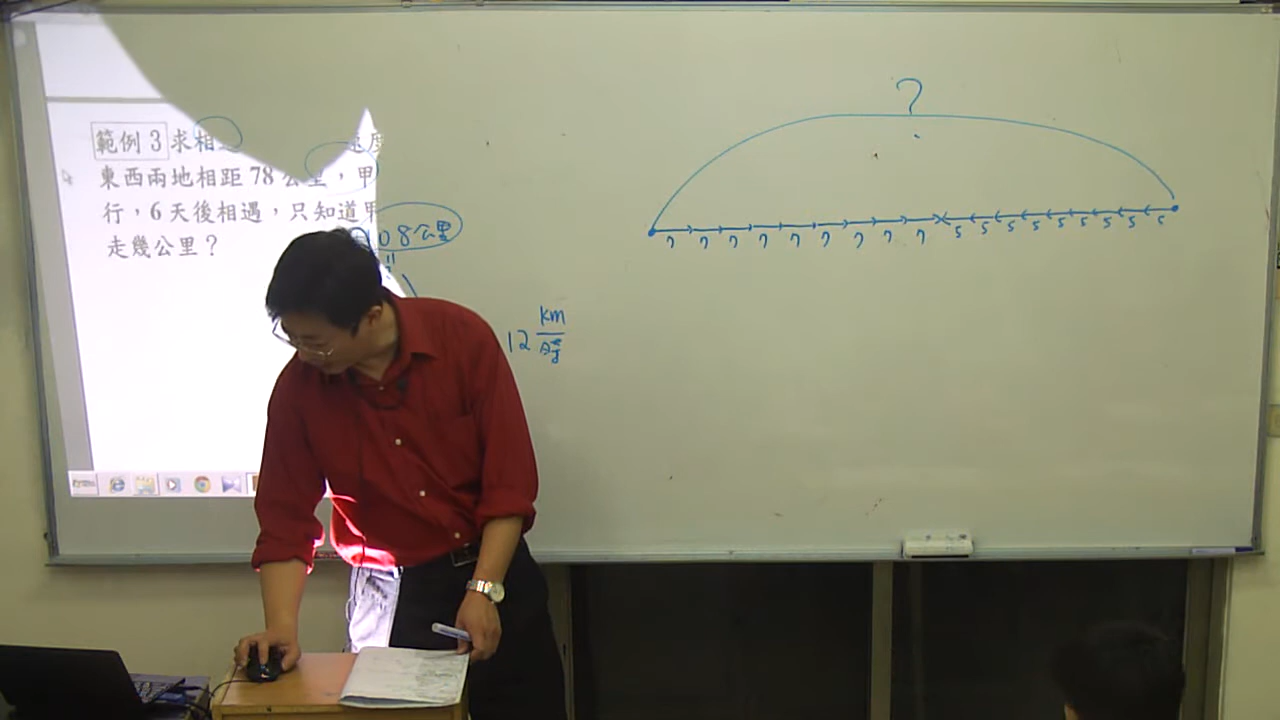 範例 3 求相 速度
東西兩地相距 78 公里，甲
行，6 天後相遇，只知道甲
走幾公里？
08公里
12 km
?
7 7 7 7 7 7 7 7 7 5 5 5 5 5 5 5 5 5